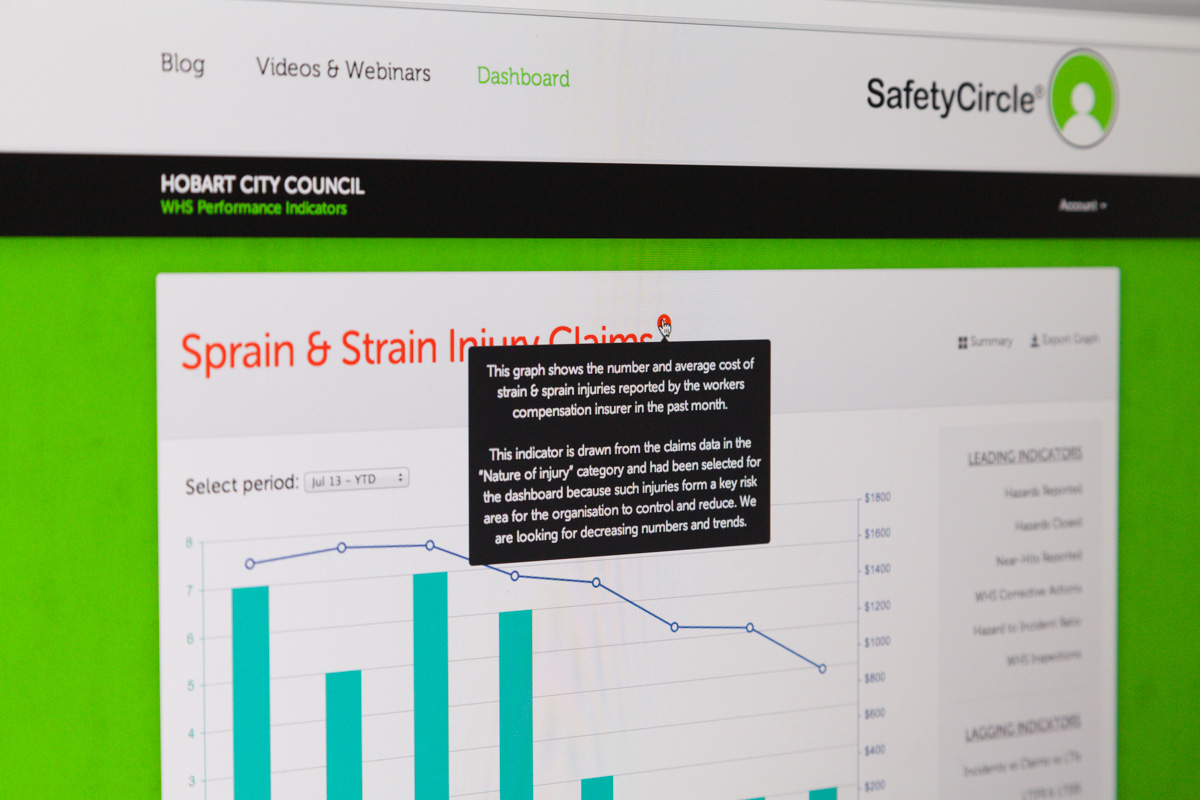 Blog
Videos & Webinars
Dashboard
SafetyCircle®
HOBART CITY COUNCIL
WHS Performance Indicators
Account
Sprain & Strain Injury Claims
Summary
Export Graph
This graph shows the number and average cost of
strain & sprain injuries reported by the workers
compensation insurer in the past month.
This indicator is drawn from the claims data in the
"Nature of injury" category and had been selected for
the dashboard because such injuries form a key risk
area for the organisation to control and reduce. We
are looking for decreasing numbers and trends.
Select period:
Jul 13 - YTD
8
7
6
5
4
3
$1800
$1600
$1400
$1200
$1000
$800
$600
$400
$200
LEADING INDICATORS
Hazards Reported
Hazards Closed
Near-Hits Reported
WHS Corrective Actions
Hazard to Incident Ratio
WHS Inspections
LAGGING INDICATORS
Incidents vs Claims vs LTIs